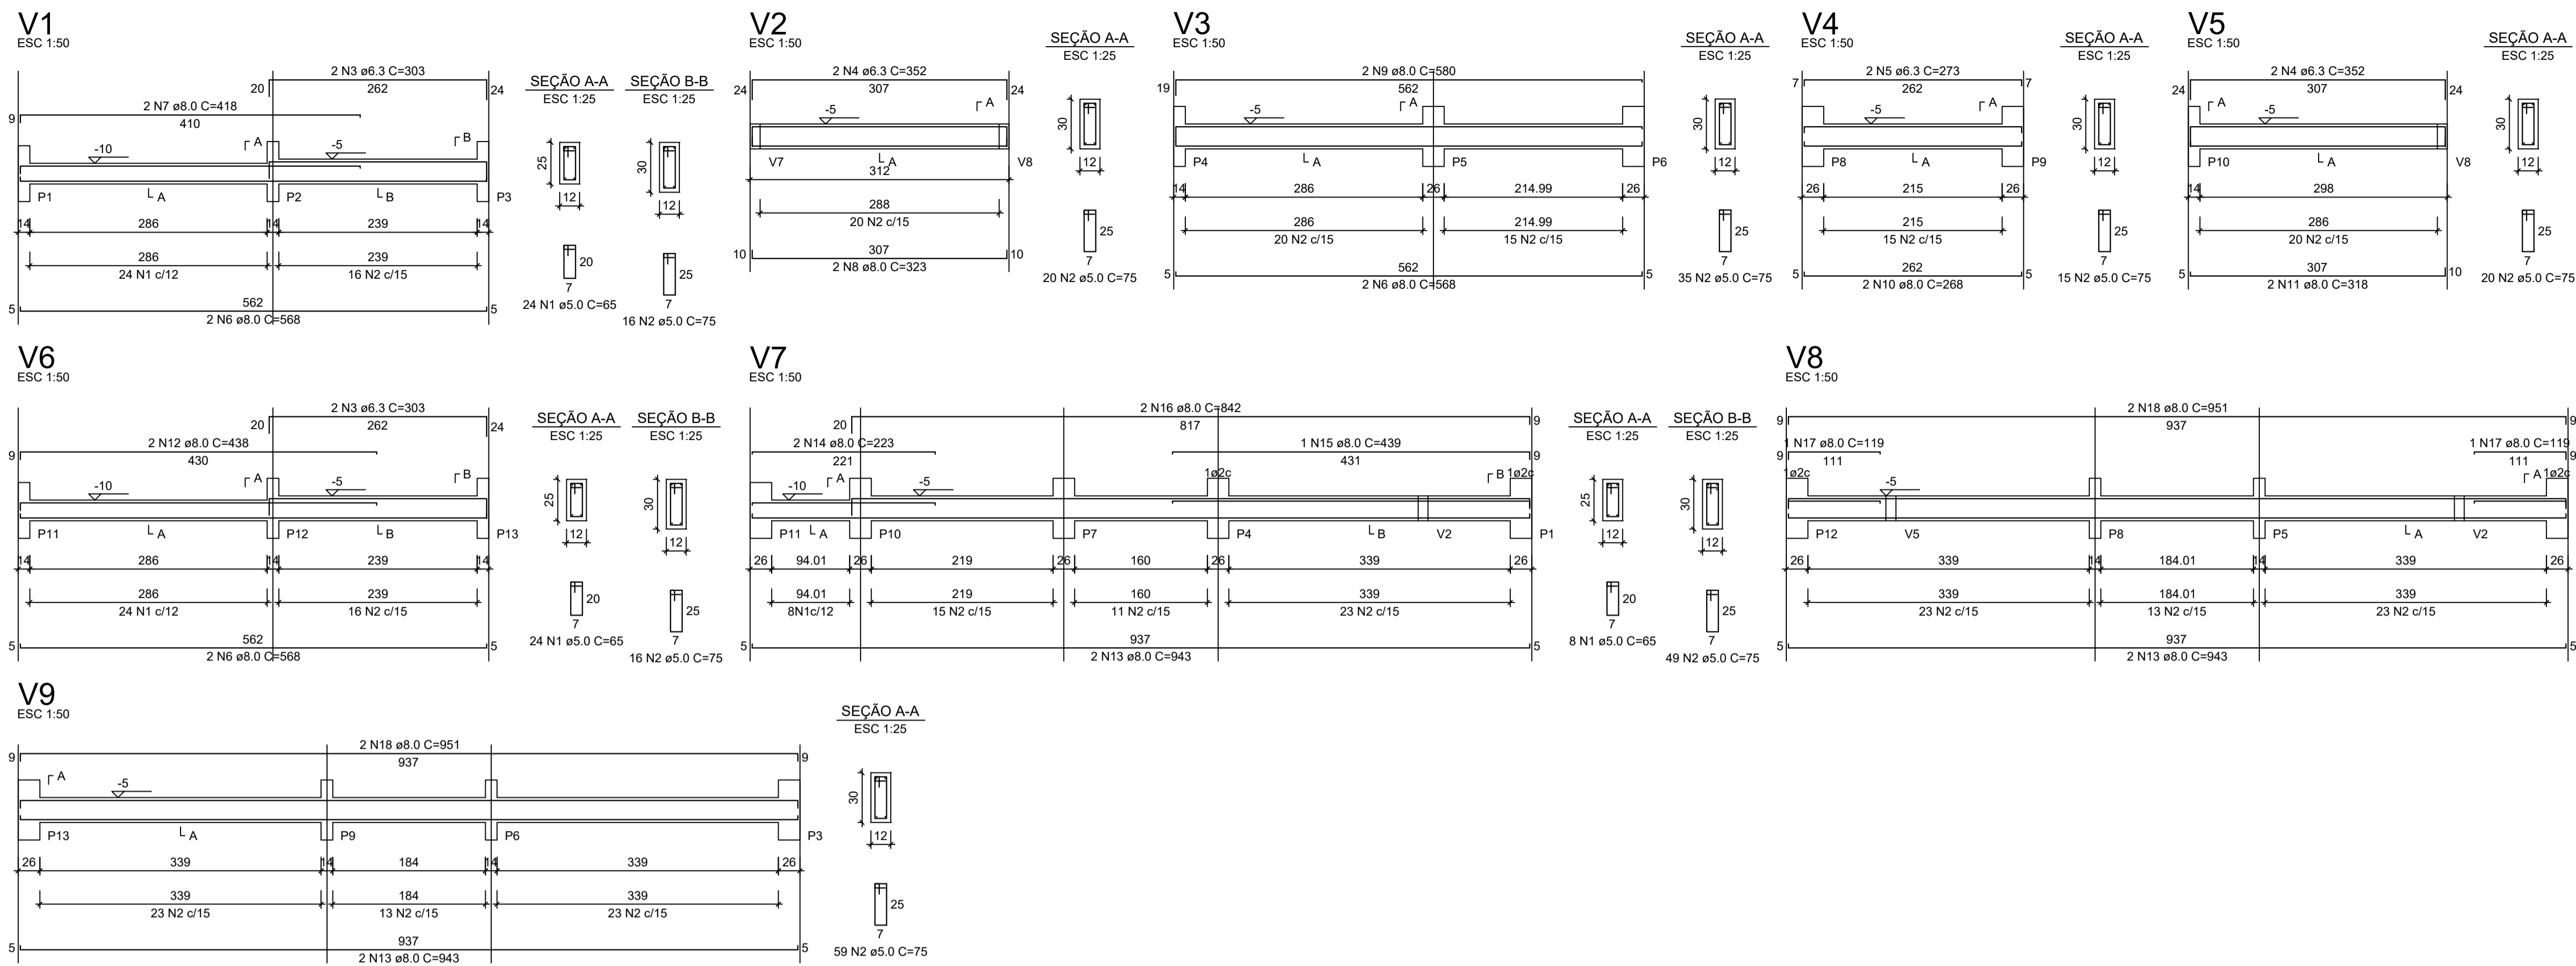 V1
ESC 1:50
2 N3 ø6.3 C=303
20
262
24
2 N7 ø8.0 C=418
9
410
A
B
-10
-5
P1
A
P2
B
P3
14
286
14
239
14
286
24 N1 c/12
239
16 N2 c/15
5
562
5
2 N6 ø8.0 C=568
SEÇÃO A-A
ESC 1:25
25
12
20
7
24 N1 ø5.0 C=65
SEÇÃO B-B
ESC 1:25
30
12
25
7
16 N2 ø5.0 C=75
V2
ESC 1:50
2 N4 ø6.3 C=352
24
307
24
A
-5
V7
A
V8
312
288
20 N2 c/15
10
307
10
2 N8 ø8.0 C=323
SEÇÃO A-A
ESC 1:25
30
12
25
7
20 N2 ø5.0 C=75
V3
ESC 1:50
2 N9 ø8.0 C=580
19
562
A
-5
P4
A
P5
P6
14
286
26
214.99
26
286
20 N2 c/15
214.99
15 N2 c/15
5
562
5
2 N6 ø8.0 C=568
SEÇÃO A-A
ESC 1:25
30
12
25
7
35 N2 ø5.0 C=75
V4
ESC 1:50
2 N5 ø6.3 C=273
7
262
7
A
-5
P8
A
P9
26
215
26
215
15 N2 c/15
5
262
5
2 N10 ø8.0 C=268
SEÇÃO A-A
ESC 1:25
30
12
25
7
15 N2 ø5.0 C=75
V5
ESC 1:50
2 N4 ø6.3 C=352
24
307
24
A
-5
P10
A
V8
14
298
286
20 N2 c/15
5
307
10
2 N11 ø8.0 C=318
SEÇÃO A-A
ESC 1:25
30
12
25
7
20 N2 ø5.0 C=75
V6
ESC 1:50
2 N3 ø6.3 C=303
20
262
24
2 N12 ø8.0 C=438
9
430
A
B
-10
-5
P11
A
P12
B
P13
14
286
14
239
14
286
24 N1 c/12
239
16 N2 c/15
5
562
5
2 N6 ø8.0 C=568
SEÇÃO A-A
ESC 1:25
25
12
20
7
24 N1 ø5.0 C=65
SEÇÃO B-B
ESC 1:25
30
12
25
7
16 N2 ø5.0 C=75
V7
ESC 1:50
2 N16 ø8.0 C=842
20
817
9
2 N14 ø8.0 C=223
1 N15 ø8.0 C=439
9
221
431
9
A
1ø2c
B
1ø2c
-10
-5
P11
A
P10
P7
P4
B
V2
P1
26
94.01
26
219
26
160
26
339
26
94.01
8N1c/12
219
15 N2 c/15
160
11 N2 c/15
339
23 N2 c/15
5
937
5
2 N13 ø8.0 C=943
SEÇÃO A-A
ESC 1:25
25
12
20
7
8 N1 ø5.0 C=65
SEÇÃO B-B
ESC 1:25
30
12
25
7
49 N2 ø5.0 C=75
V8
ESC 1:50
2 N18 ø8.0 C=951
9
937
9
1 N17 ø8.0 C=119
1 N17 ø8.0 C=119
9
111
111
9
1ø2c
A
1ø2c
-5
P12
V5
P8
P5
A
V2
26
339
14
184.01
14
339
26
339
23 N2 c/15
184.01
13 N2 c/15
339
23 N2 c/15
5
937
5
2 N13 ø8.0 C=943
V9
ESC 1:50
2 N18 ø8.0 C=951
9
937
9
A
-5
P13
A
P9
P6
P3
26
339
14
184
14
339
26
339
23 N2 c/15
184
13 N2 c/15
339
23 N2 c/15
5
937
5
2 N13 ø8.0 C=943
SEÇÃO A-A
ESC 1:25
30
12
25
7
59 N2 ø5.0 C=75